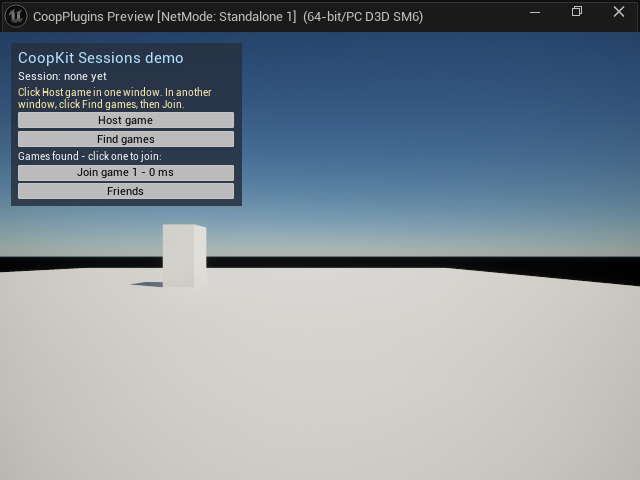 CoopPlugins Preview [NetMode: Standalone 1] (64-bit/PC D3D SM6)
CoopKit Sessions demo
Session: none yet
Click Host game in one window. In another
window, click Find games, then Join.
Host game
Find games
Games found - click one to join:
Join game 1 - 0 ms
Friends